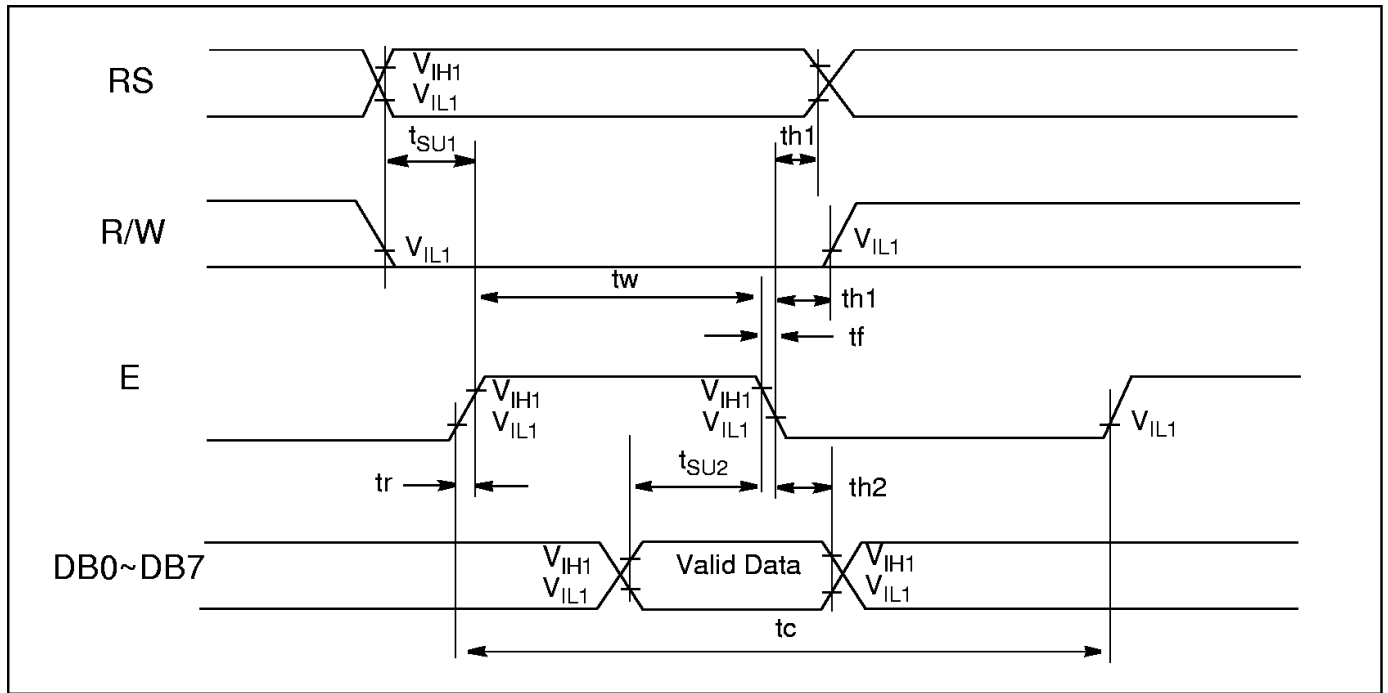 RS
VIH1
VIL1
tSU1
th1
R/W
VIL1
VIL1
tw
th1
tf
E
VIH1
VIL1
VIH1
VIL1
VIL1
tr
tSU2
th2
DB0~DB7
VIH1
VIL1
Valid Data
VIH1
VIL1
tc